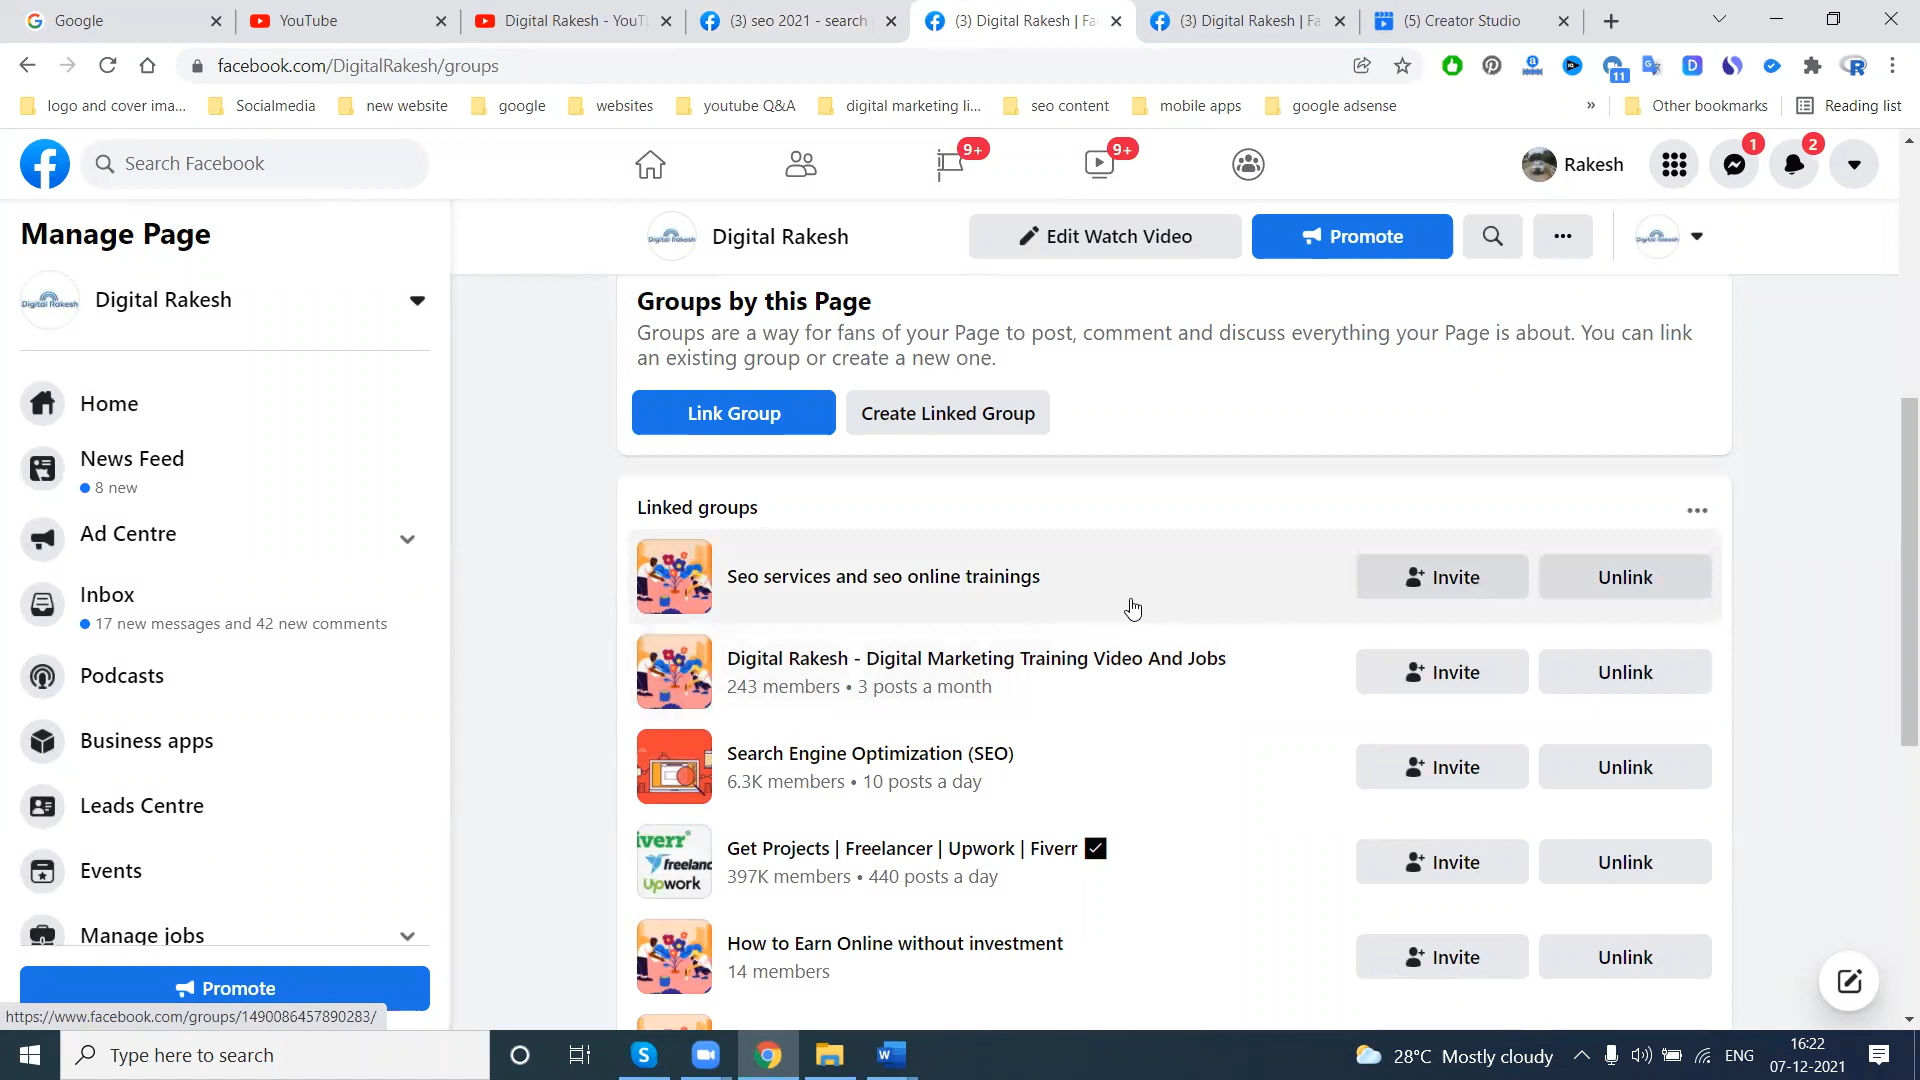 Google
YouTube
Digital Rakesh - YouT
(3) seo 2021 - search
(3) Digital Rakesh | Fa
(3) Digital Rakesh | Fa
(5) Creator Studio
facebook.com/DigitalRakesh/groups
11
logo and cover ima...
Socialmedia
new website
google
websites
youtube Q&A
digital marketing li...
seo content
mobile apps
google adsense
»
Other bookmarks
Reading list
Search Facebook
9+
9+
Rakesh
1
2
Manage Page
Digital Rakesh
Digital Rakesh
Edit Watch Video
Promote
Digital Rakesh
Digital Rakesh
Digital Rakesh
Home
News Feed
8 new
Ad Centre
Inbox
17 new messages and 42 new comments
Podcasts
Business apps
Leads Centre
Events
Manage jobs
Promote
https://www.facebook.com/groups/1490086457890283/
Groups by this Page
Groups are a way for fans of your Page to post, comment and discuss everything your Page is about. You can link
an existing group or create a new one.
Link Group
Create Linked Group
Linked groups
Seo services and seo online trainings
Invite
Unlink
Digital Rakesh - Digital Marketing Training Video And Jobs
243 members • 3 posts a month
Invite
Unlink
Search Engine Optimization (SEO)
6.3K members • 10 posts a day
Invite
Unlink
iverr
freelanc
upwork
Get Projects | Freelancer | Upwork | Fiverr
397K members • 440 posts a day
Invite
Unlink
How to Earn Online without investment
14 members
Invite
Unlink
Type here to search
28°C Mostly cloudy
ENG
16:22
07-12-2021